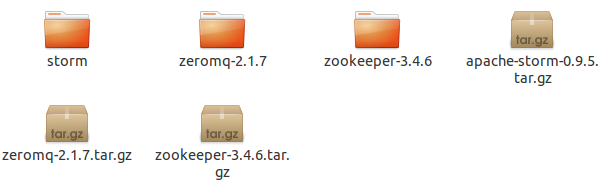 storm
zeromq-2.1.7
zookeeper-3.4.6
tar.gz
apache-storm-0.9.5.
tar.gz
tar.gz
zeromq-2.1.7.tar.gz
tar.gz
zookeeper-3.4.6.tar.
gz